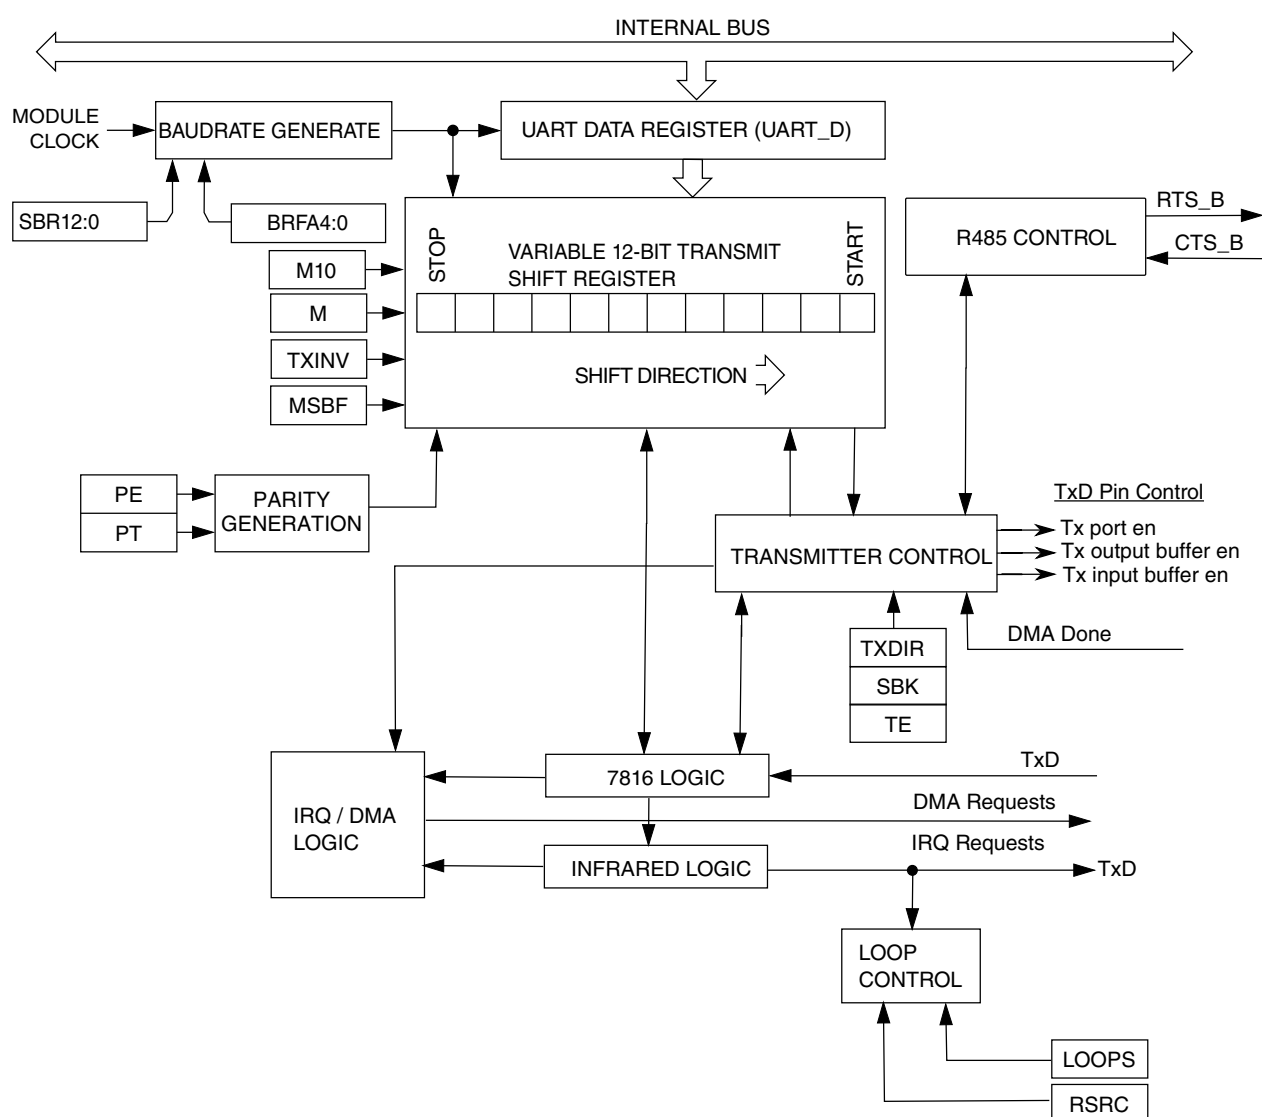 INTERNAL BUS
MODULE
CLOCK
BAUDRATE GENERATE
UART DATA REGISTER (UART_D)
SBR12:0
BRFA4:0
RTS_B
R485 CONTROL
CTS_B
STOP
VARIABLE 12-BIT TRANSMIT
SHIFT REGISTER
START
M10
M
TXINV
SHIFT DIRECTION
MSBF
PE
PT
PARITY
GENERATION
TxD Pin Control
Tx port en
Tx output buffer en
Tx input buffer en
TRANSMITTER CONTROL
DMA Done
TXDIR
SBK
TE
7816 LOGIC
TxD
IRQ / DMA
LOGIC
DMA Requests
IRQ Requests
INFRARED LOGIC
TxD
LOOP
CONTROL
LOOPS
RSRC